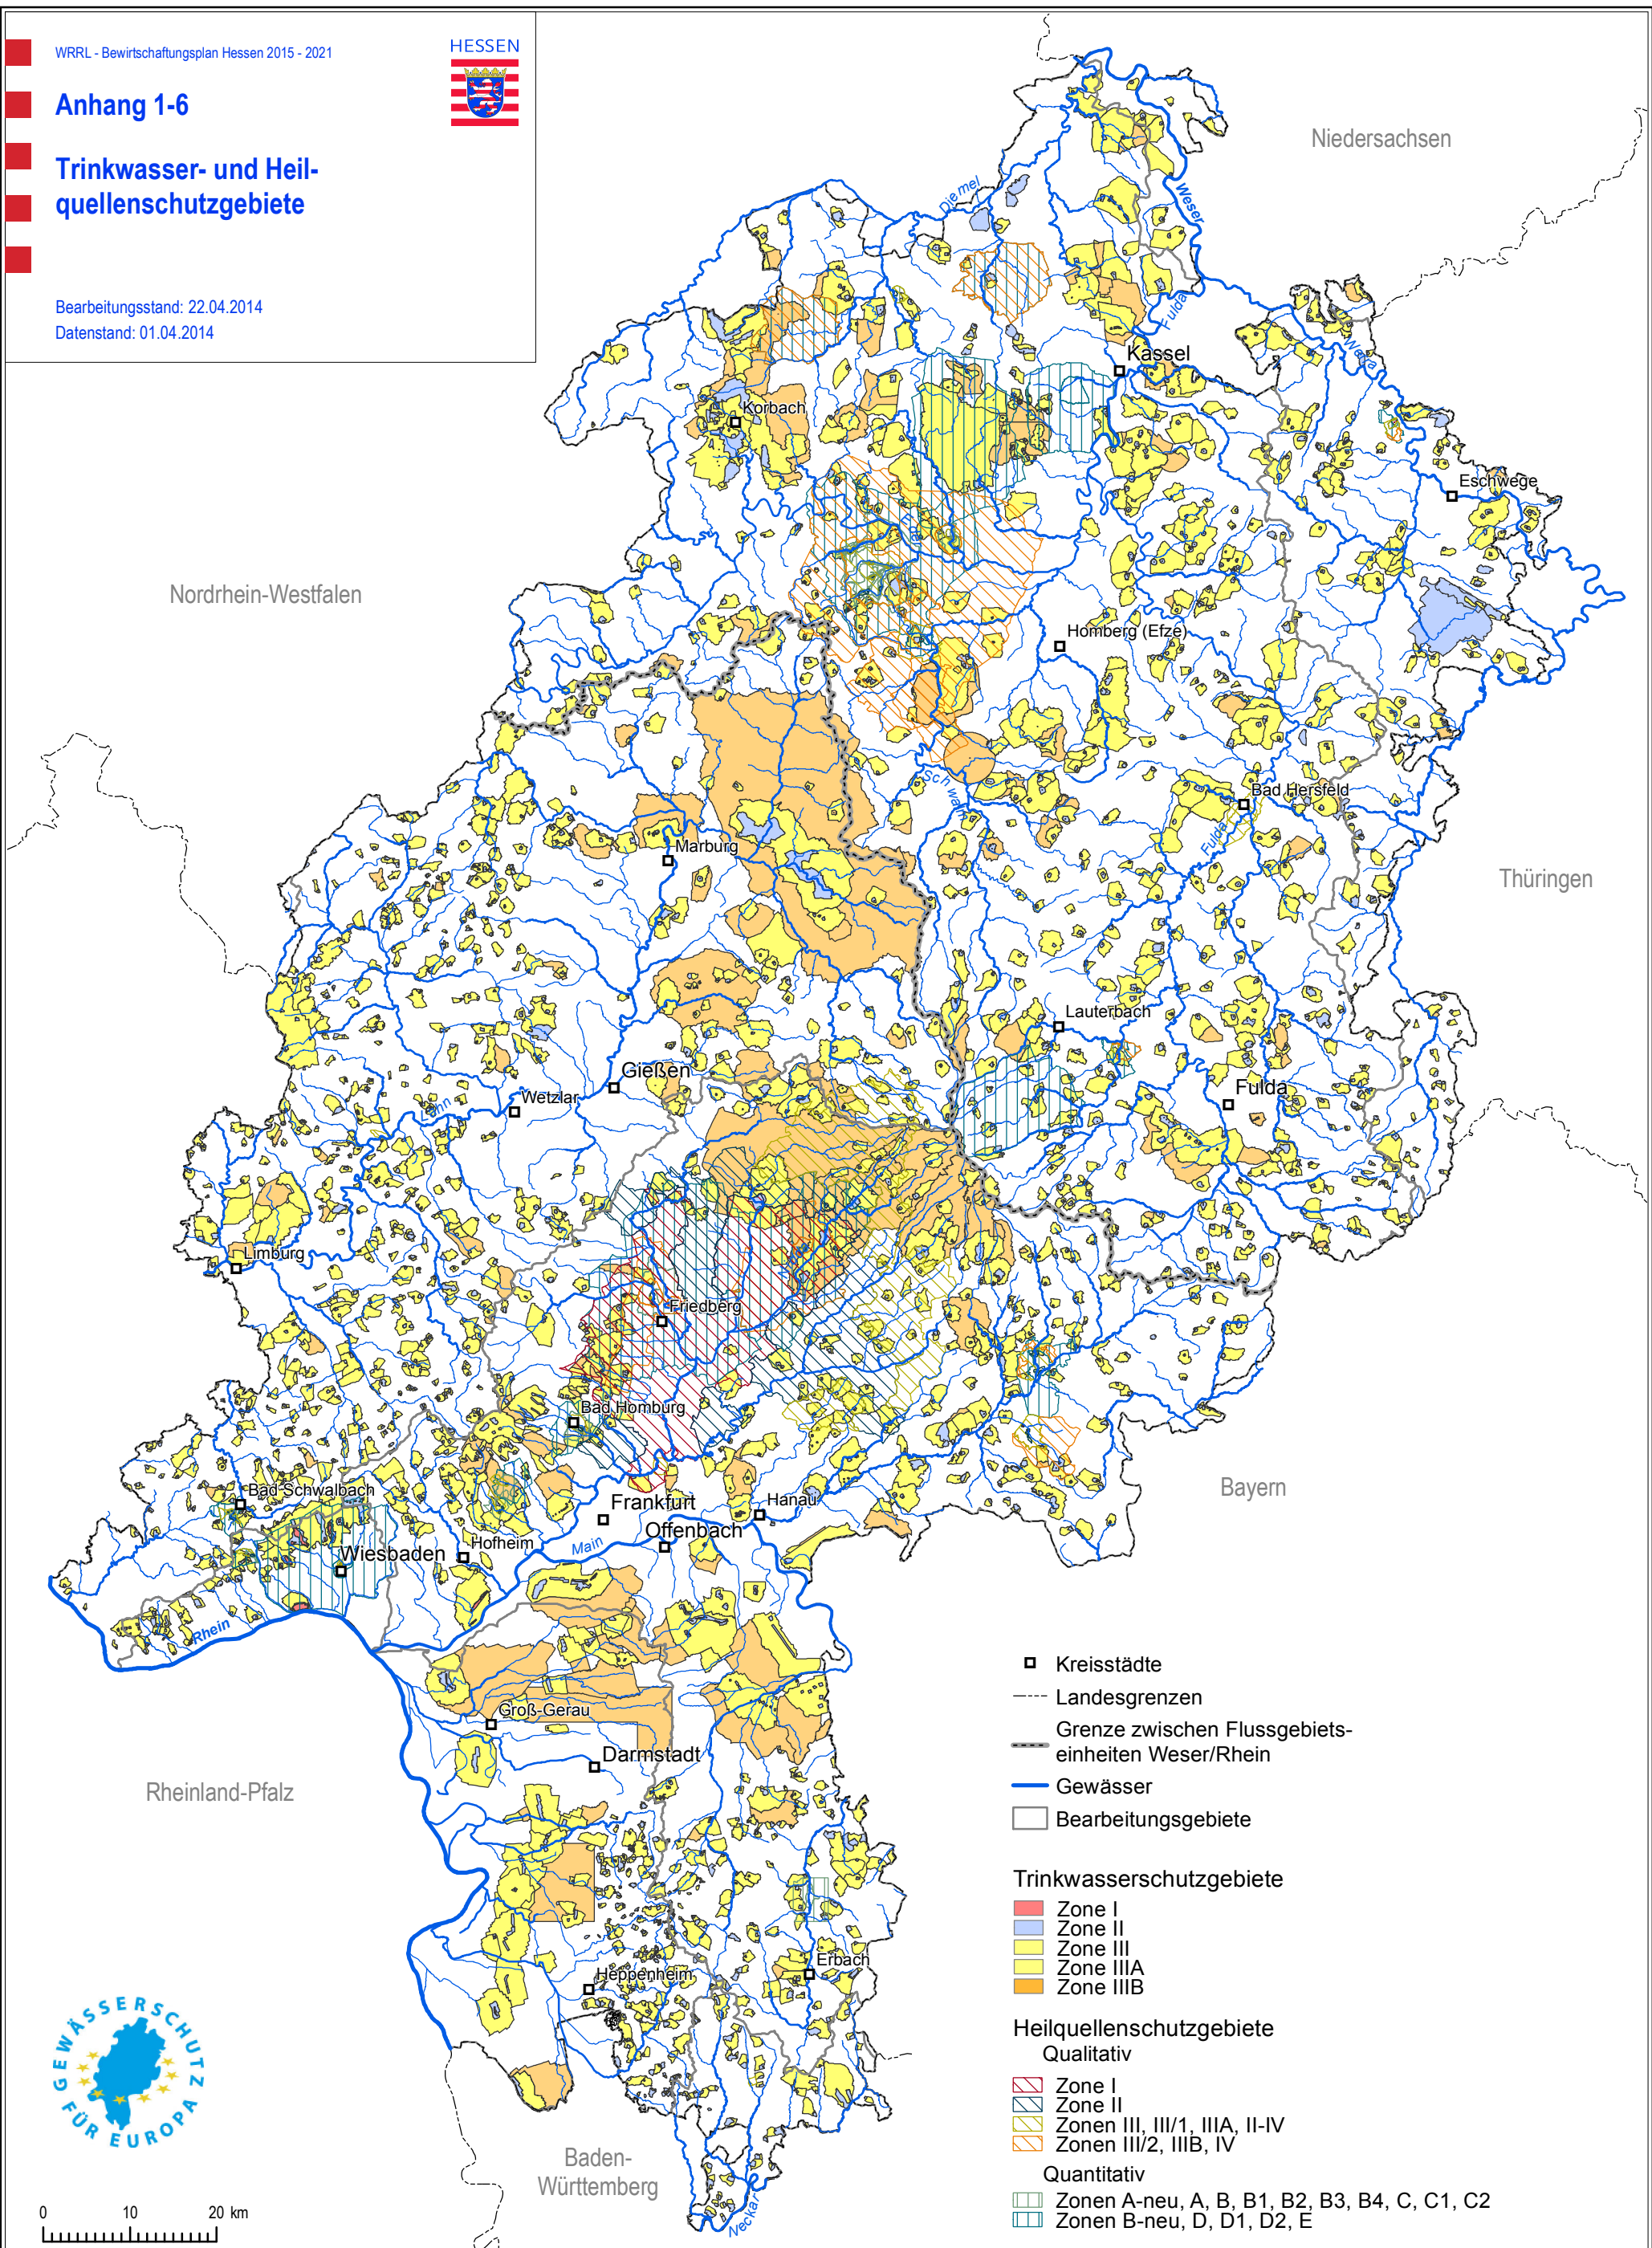 WRRL - Bewirtschaftungsplan Hessen 2015 - 2021
Anhang 1-6
Trinkwasser- und Heil-
quellenschutzgebiete
Bearbeitungsstand: 22.04.2014
Datenstand: 01.04.2014
HESSEN
Niedersachsen
Diemel
Weser
Fulda
Kassel
Werra
Korbach
Eschwege
Nordrhein-Westfalen
Eder
Homberg (Efze)
Schwalm
Bad Hersfeld
Fulda
Marburg
Thüringen
Lauterbach
Gießen
Wetzlar
Lahn
Fulda
Limburg
Friedberg
Bad Homburg
Bayern
Bad Schwalbach
Frankfurt
Hanau
Offenbach
Hofheim
Main
Wiesbaden
Rhein
Groß-Gerau
Darmstadt
Rheinland-Pfalz
Erbach
Heppenheim
Baden-
Württemberg
Neckar
Kreisstädte
Landesgrenzen
Grenze zwischen Flussgebiets-
einheiten Weser/Rhein
Gewässer
Bearbeitungsgebiete
Trinkwasserschutzgebiete
Zone I
Zone II
Zone III
Zone IIIA
Zone IIIB
Heilquellenschutzgebiete
Qualitativ
Zone I
Zone II
Zonen III, III/1, IIIA, II-IV
Zonen III/2, IIIB, IV
Quantitativ
Zonen A-neu, A, B, B1, B2, B3, B4, C, C1, C2
Zonen B-neu, D, D1, D2, E
GEWÄSSERSCHUTZ
FÜR EUROPA
0 10 20 km